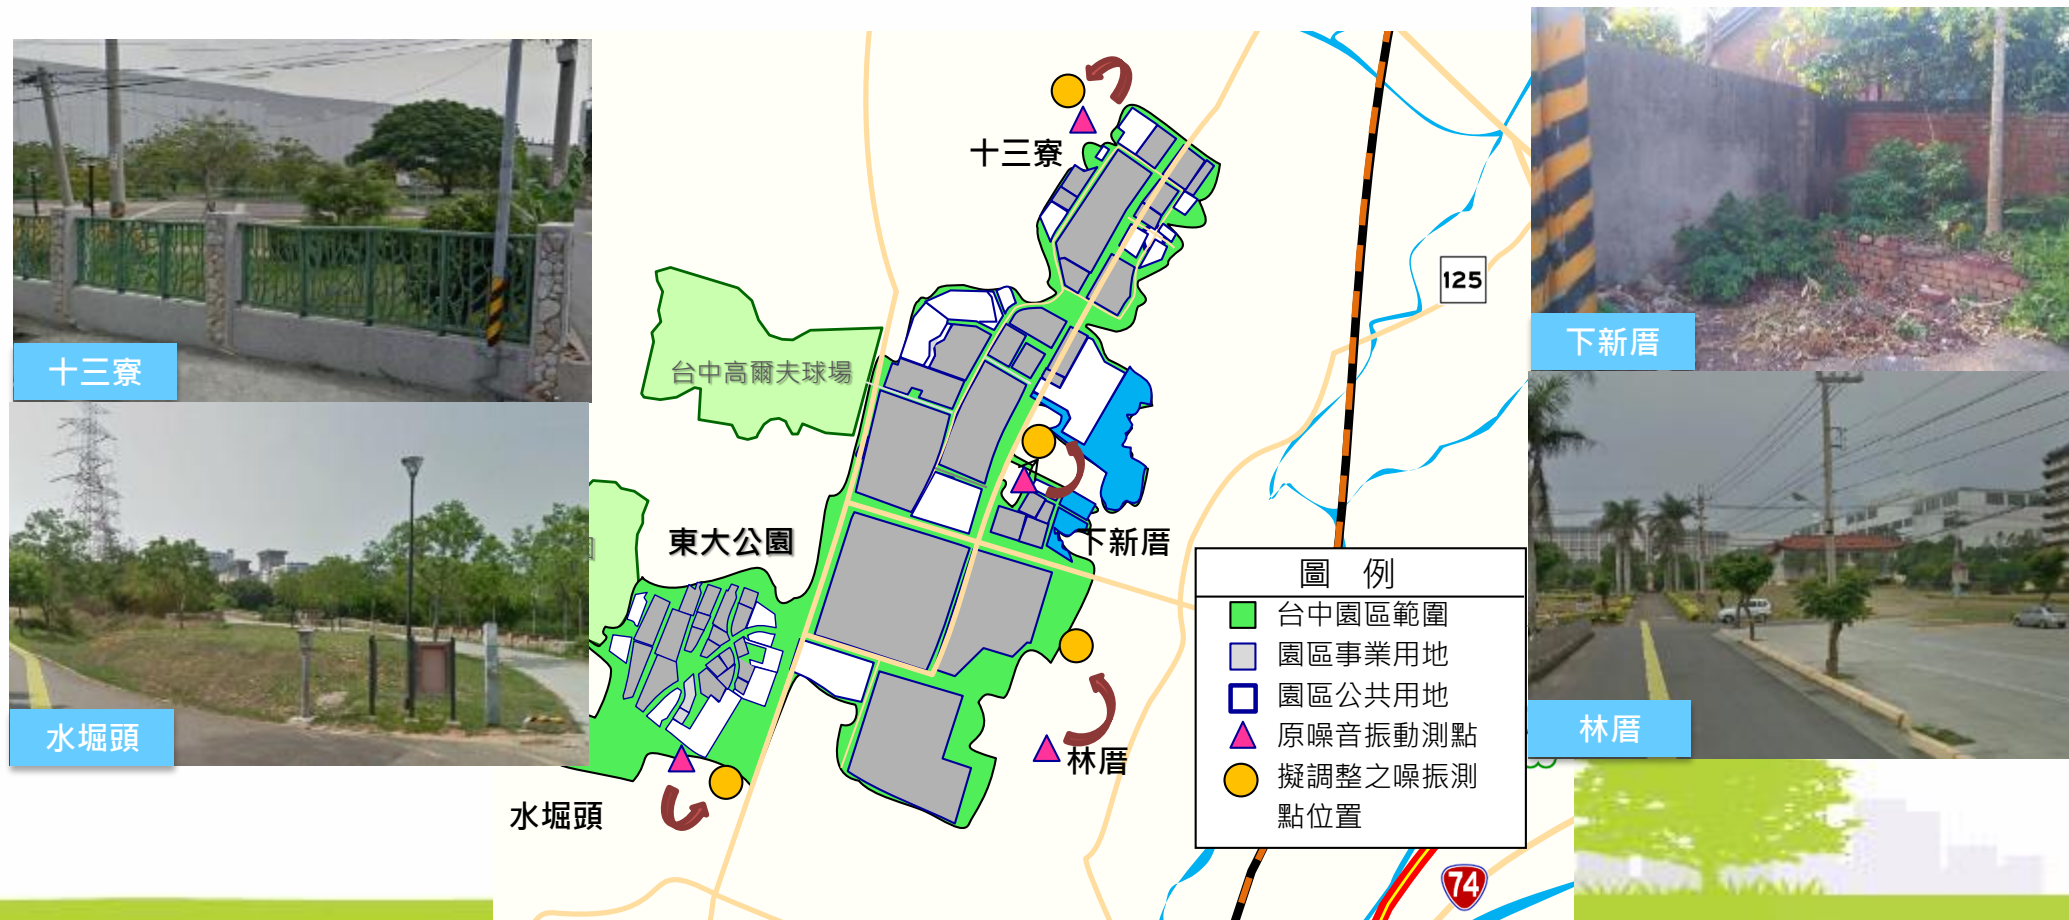 十三寮
水堀頭
下新厝
林厝
十三寮
125
台中高爾夫球場
東大公園
下新厝
林厝
水堀頭
圖 例
台中園區範圍
園區事業用地
園區公共用地
原噪音振動測點
擬調整之噪振測
點位置
74